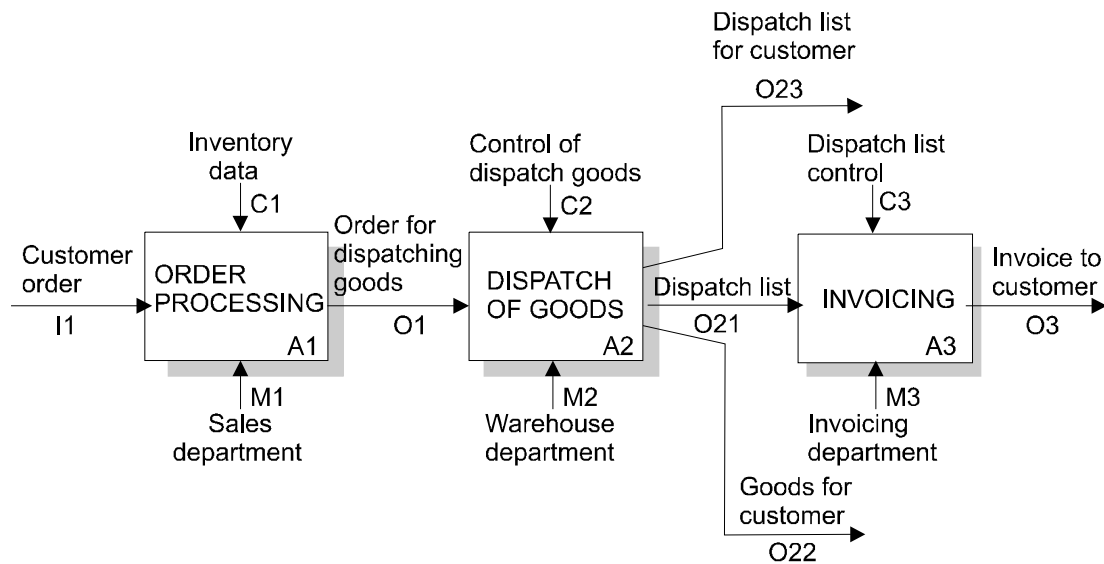 Dispatch list
for customer
O23
Inventory
data
C1
Control of
dispatch goods
C2
Dispatch list
control
C3
Customer
order
I1
ORDER
PROCESSING
A1
Order for
dispatching
goods
O1
DISPATCH
OF GOODS
A2
Dispatch list
O21
INVOICING
A3
Invoice to
customer
O3
M1
Sales
department
M2
Warehouse
department
M3
Invoicing
department
Goods for
customer
O22